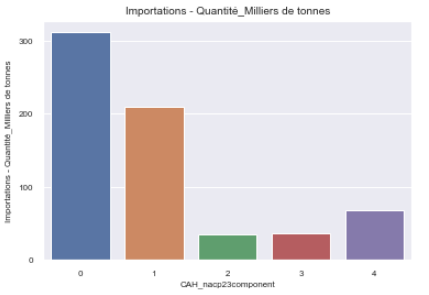 Importations - Quantité_Milliers de tonnes
Importations - Quantité_Milliers de tonnes
300
200
100
0
0 1 2 3 4
CAH_nacp23component